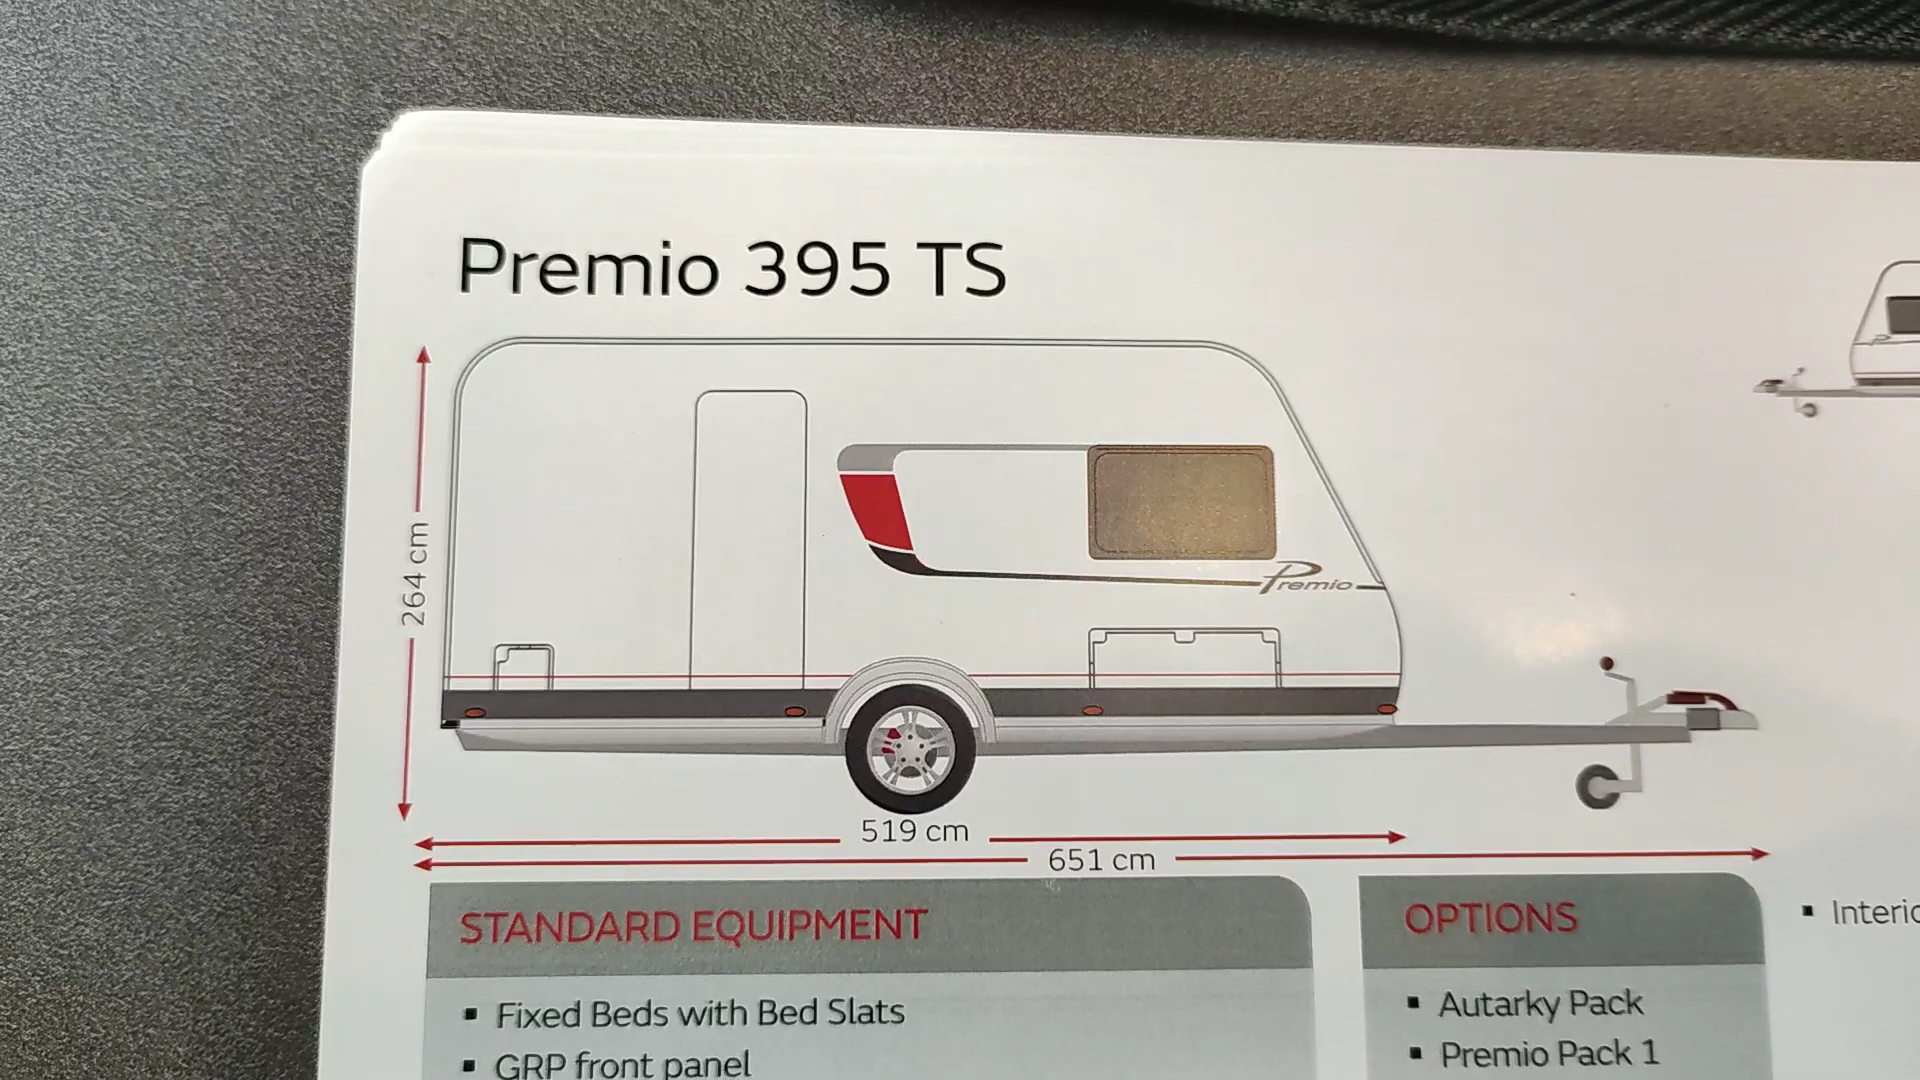 Premio 395 TS
264 cm
Premio
519 cm
651 cm
STANDARD EQUIPMENT
▪ Fixed Beds with Bed Slats
▪ GRP front panel
OPTIONS
▪ Autarky Pack
▪ Premio Pack 1